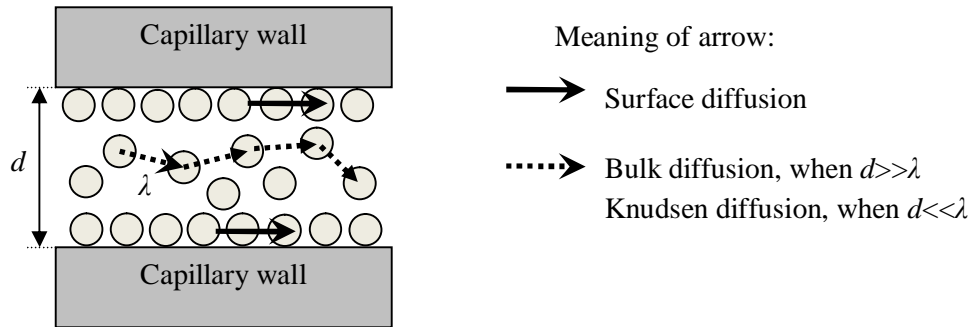 Capillary wall
d
λ
Capillary wall
Meaning of arrow:
Surface diffusion
Bulk diffusion, when d>>λ
Knudsen diffusion, when d<<λ